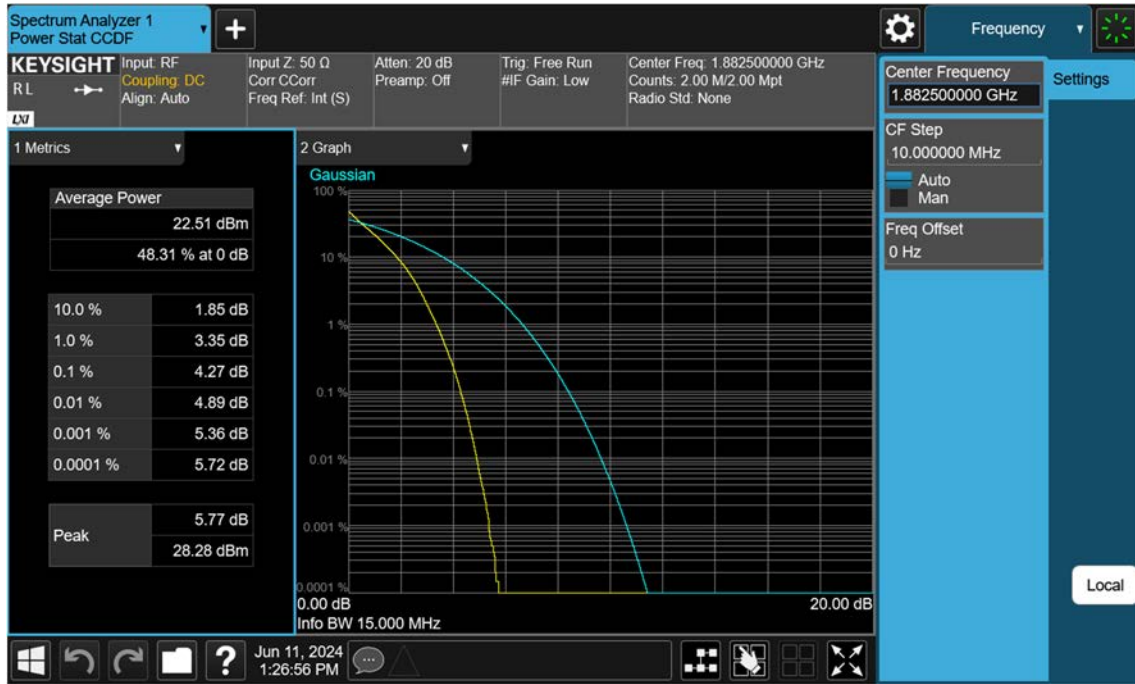 Spectrum Analyzer 1
Power Stat CCDF
+
Frequency
KEYSIGHT
RL
LXI
Input: RF
Coupling: DC
Align: Auto
Input Z: 50 Ω
Corr CCorr
Freq Ref: Int (S)
Atten: 20 dB
Preamp: Off
Trig: Free Run
#IF Gain: Low
Center Freq: 1.882500000 GHz
Counts: 2.00 M/2.00 Mpt
Radio Std: None
Center Frequency
1.882500000 GHz
Settings
CF Step
10.000000 MHz
Auto
Man
Freq Offset
0 Hz
Local
1 Metrics
Average Power
22.51 dBm
48.31 % at 0 dB
10.0 % 1.85 dB
1.0 % 3.35 dB
0.1 % 4.27 dB
0.01 % 4.89 dB
0.001 % 5.36 dB
0.0001 % 5.72 dB
Peak
5.77 dB
28.28 dBm
2 Graph
Gaussian
100 %
10 %
1 %
0.1 %
0.01 %
0.001 %
0.0001 %
0.00 dB 20.00 dB
Info BW 15.000 MHz
?
Jun 11, 2024
1:26:56 PM